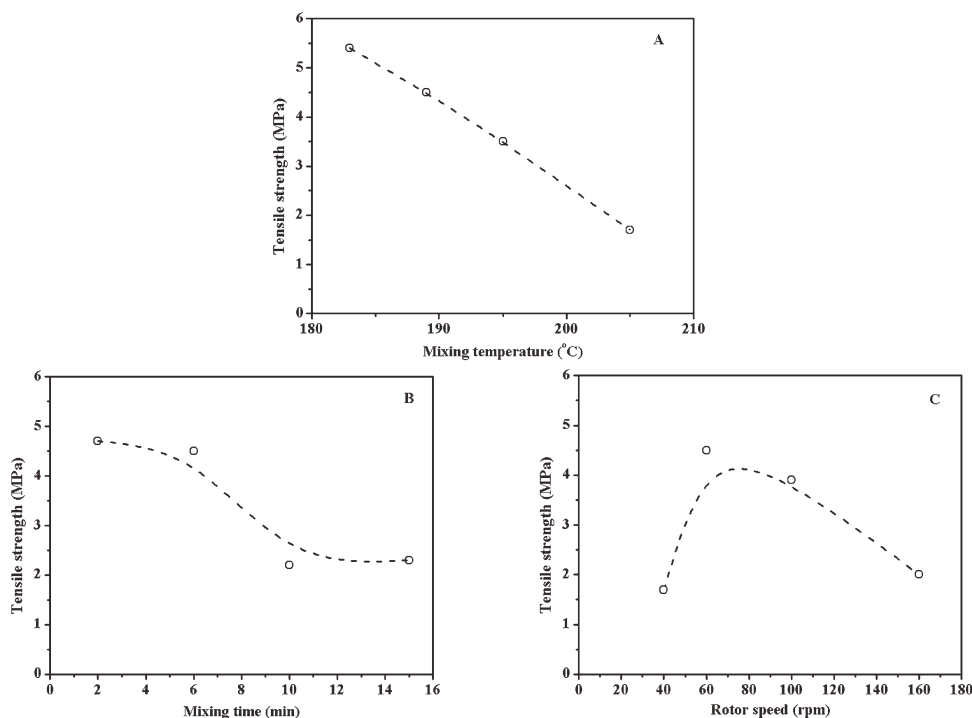 A
Tensile strength (MPa)
6
5
4
3
2
1
0
180 190 200 210
Mixing temperature (°C)
B
Tensile strength (MPa)
6
5
4
3
2
1
0
0 2 4 6 8 10 12 14 16
Mixing time (min)
C
Tensile strength (MPa)
6
5
4
3
2
1
0
0 20 40 60 80 100 120 140 160 180
Rotor speed (rpm)